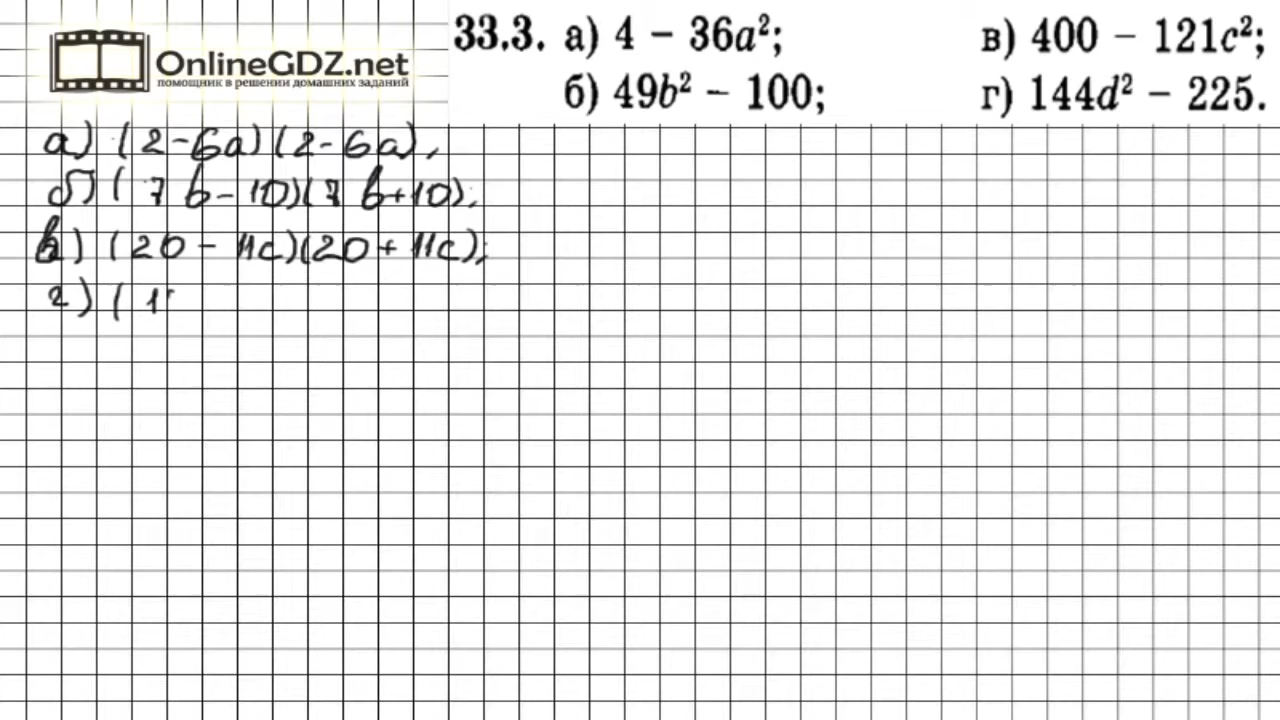 OnlineGDZ.net
помощник в решении домашних заданий
33.3. а) 4 − 36a²; в) 400 − 121c²;
б) 49b² − 100; г) 144d² − 225.
а) (2-6a)(2-6a),
б) (7b-10)(7b+10);
в) (20-11c)(20+11c);
г) (1